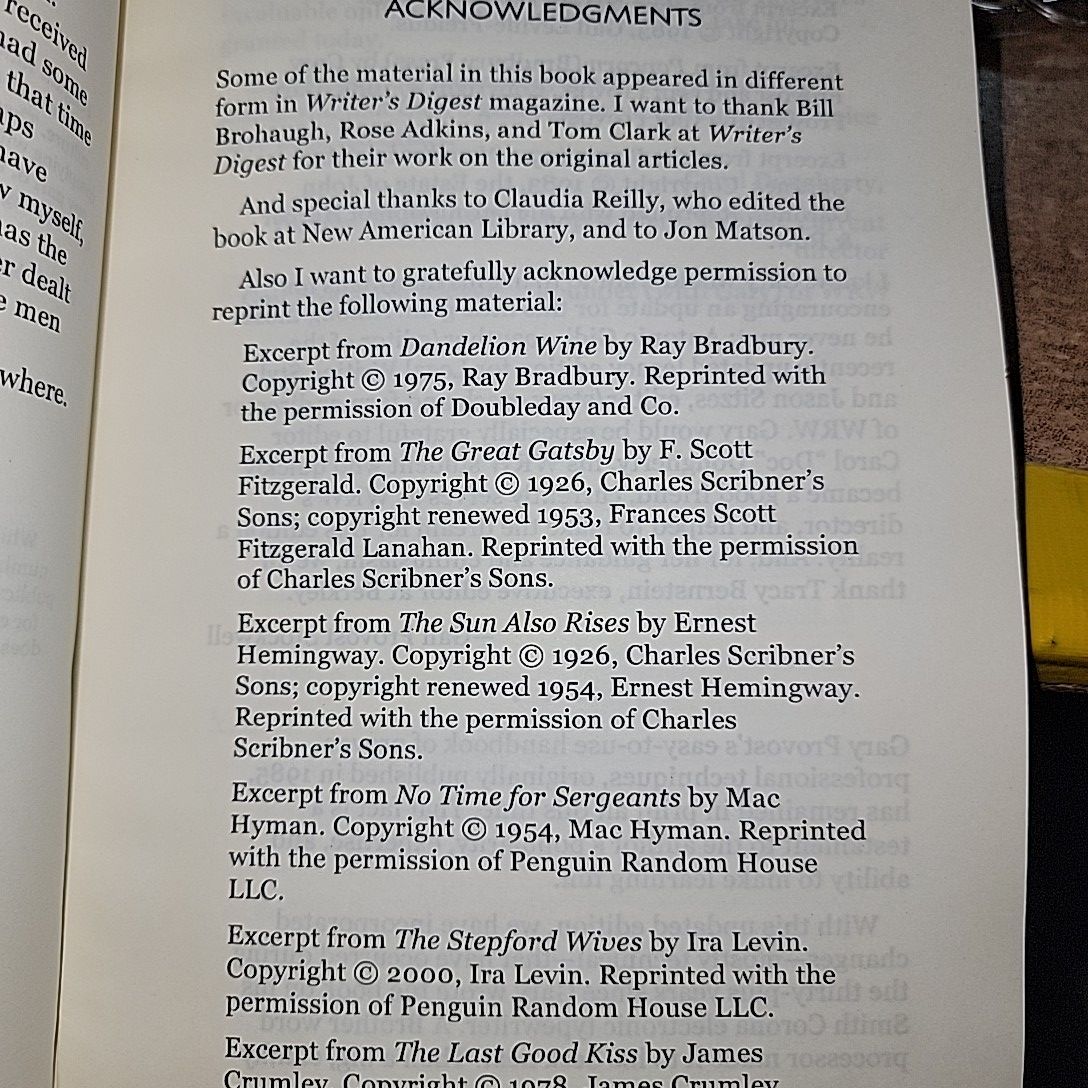 received
had some
that time
have
myself,
has the
dealt
men
where.
ACKNOWLEDGMENTS
Some of the material in this book appeared in different
form in Writer's Digest magazine. I want to thank Bill
Brohaugh, Rose Adkins, and Tom Clark at Writer's
Digest for their work on the original articles.
And special thanks to Claudia Reilly, who edited the
book at New American Library, and to Jon Matson.
Also I want to gratefully acknowledge permission to
reprint the following material:
Excerpt from Dandelion Wine by Ray Bradbury.
Copyright © 1975, Ray Bradbury. Reprinted with
the permission of Doubleday and Co.
Excerpt from The Great Gatsby by F. Scott
Fitzgerald. Copyright © 1926, Charles Scribner's
Sons; copyright renewed 1953, Frances Scott
Fitzgerald Lanahan. Reprinted with the permission
of Charles Scribner's Sons.
Excerpt from The Sun Also Rises by Ernest
Hemingway. Copyright © 1926, Charles Scribner's
Sons; copyright renewed 1954, Ernest Hemingway.
Reprinted with the permission of Charles
Scribner's Sons.
Excerpt from No Time for Sergeants by Mac
Hyman. Copyright © 1954, Mac Hyman. Reprinted
with the permission of Penguin Random House
LLC.
Excerpt from The Stepford Wives by Ira Levin.
Copyright © 2000, Ira Levin. Reprinted with the
permission of Penguin Random House LLC.
Excerpt from The Last Good Kiss by James
Crumley. Copyright © 1978, James Crumley.